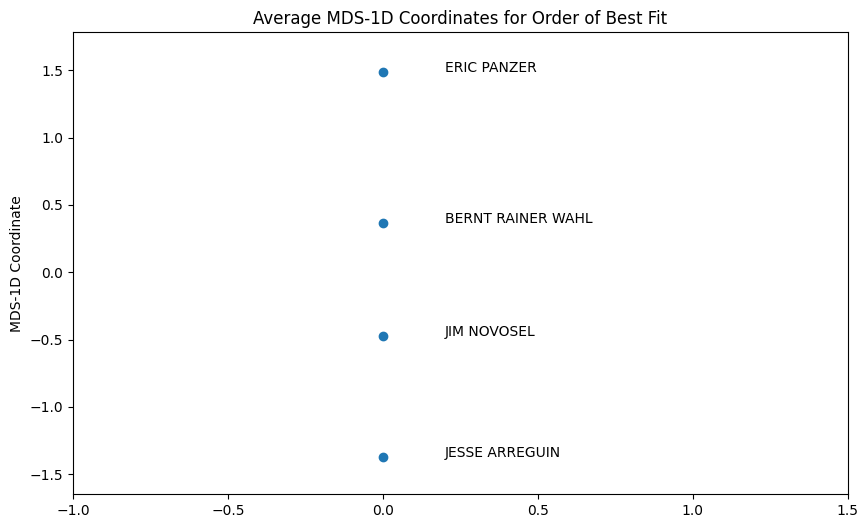 Average MDS-1D Coordinates for Order of Best Fit
MDS-1D Coordinate
1.5
1.0
0.5
0.0
−0.5
−1.0
−1.5
ERIC PANZER
BERNT RAINER WAHL
JIM NOVOSEL
JESSE ARREGUIN
−1.0 −0.5 0.0 0.5 1.0 1.5